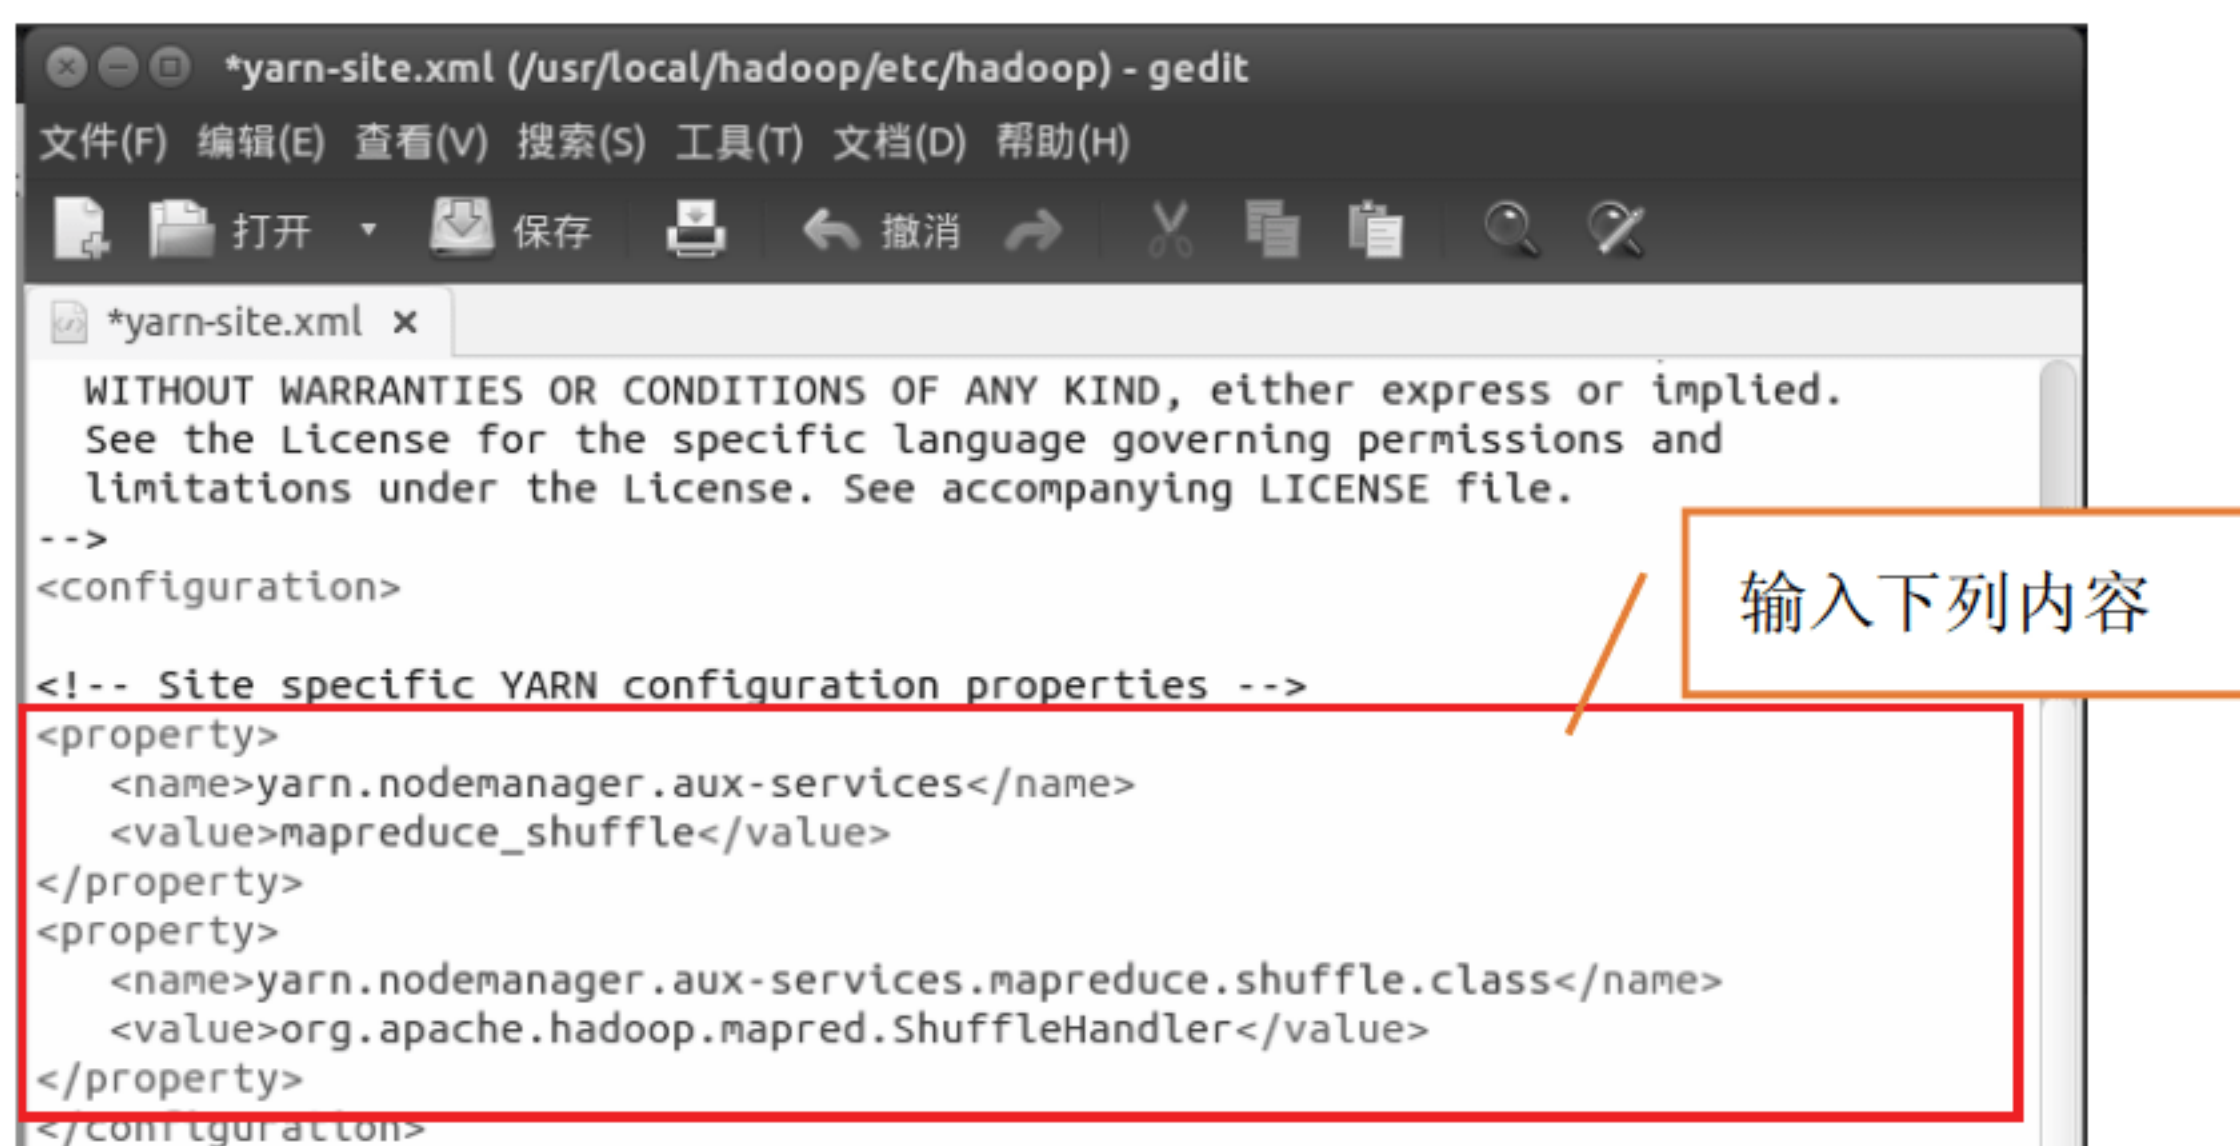 *yarn-site.xml (/usr/local/hadoop/etc/hadoop) - gedit
文件(F) 编辑(E) 查看(V) 搜索(S) 工具(T) 文档(D) 帮助(H)
打开 保存 撤消
*yarn-site.xml ×
WITHOUT WARRANTIES OR CONDITIONS OF ANY KIND, either express or implied.
See the License for the specific language governing permissions and
limitations under the License. See accompanying LICENSE file.
-->
<configuration>
输入下列内容
<!-- Site specific YARN configuration properties -->
<property>
<name>yarn.nodemanager.aux-services</name>
<value>mapreduce_shuffle</value>
</property>
<property>
<name>yarn.nodemanager.aux-services.mapreduce.shuffle.class</name>
<value>org.apache.hadoop.mapred.ShuffleHandler</value>
</property>
</configuration>